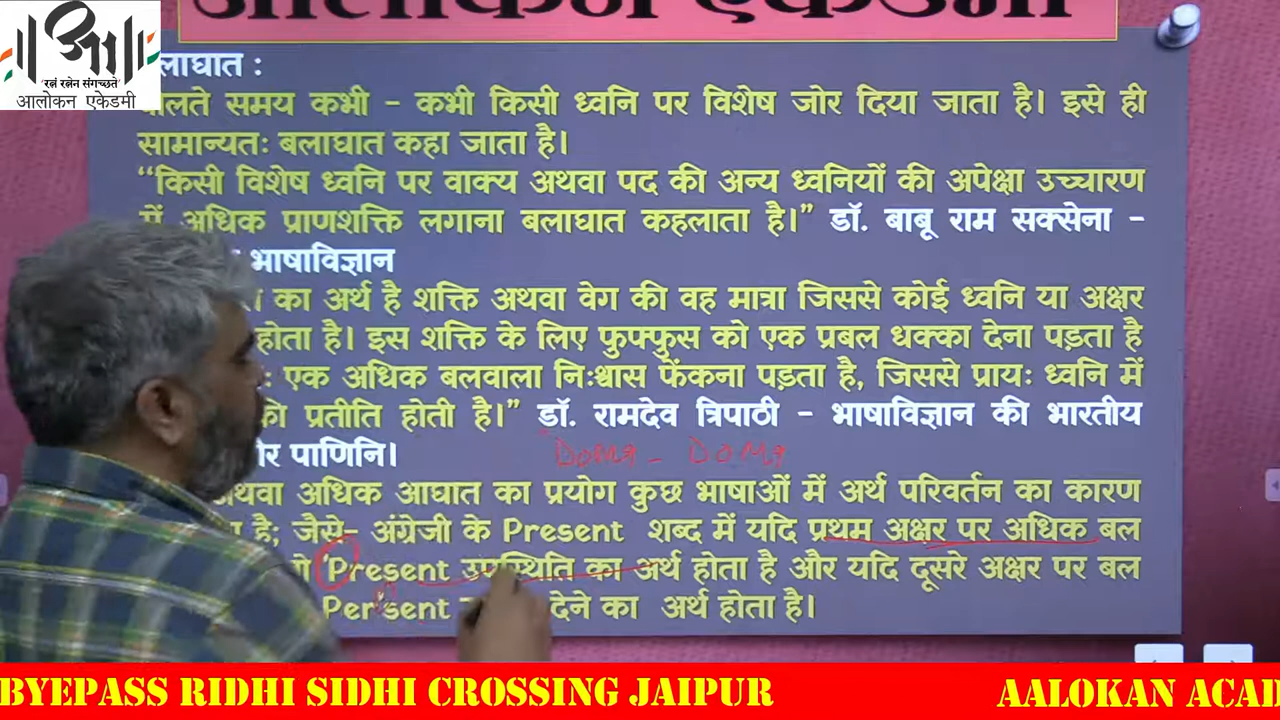 आलोकन एकेडमी
'रत्नं रत्नेन संगच्छते'
आलोकन एकेडमी
लाघात :
बोलते समय कभी - कभी किसी ध्वनि पर विशेष जोर दिया जाता है। इसे ही
सामान्यतः बलाघात कहा जाता है।
“किसी विशेष ध्वनि पर वाक्य अथवा पद की अन्य ध्वनियों की अपेक्षा उच्चारण
में अधिक प्राणशक्ति लगाना बलाघात कहलाता है।” डॉ. बाबू राम सक्सेना -
भाषाविज्ञान
का अर्थ है शक्ति अथवा वेग की वह मात्रा जिससे कोई ध्वनि या अक्षर
होता है। इस शक्ति के लिए फुफ्फुस को एक प्रबल धक्का देना पड़ता है
: एक अधिक बलवाला निःश्वास फेंकना पड़ता है, जिससे प्रायः ध्वनि में
की प्रतीति होती है।” डॉ. रामदेव त्रिपाठी - भाषाविज्ञान की भारतीय
र पाणिनि।
अथवा अधिक आघात का प्रयोग कुछ भाषाओं में अर्थ परिवर्तन का कारण
है; जैसे- अंग्रेजी के Present शब्द में यदि प्रथम अक्षर पर अधिक बल
'Present उपस्थिति का अर्थ होता है और यदि दूसरे अक्षर पर बल
Per'sent देने का अर्थ होता है।
BYEPASS RIDHI SIDHI CROSSING JAIPUR
AALOKAN ACAD